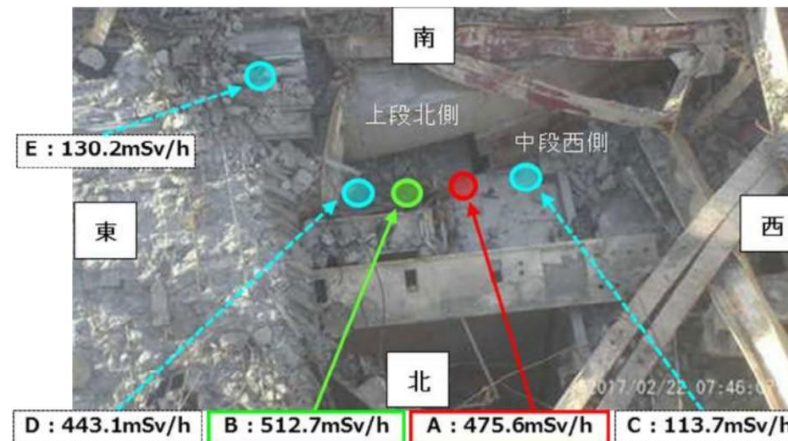 南
上段北側
中段西側
E：130.2mSv/h
東
西
北
2017/02/22 07:46:0
D：443.1mSv/h
B：512.7mSv/h
A：475.6mSv/h
C：113.7mSv/h